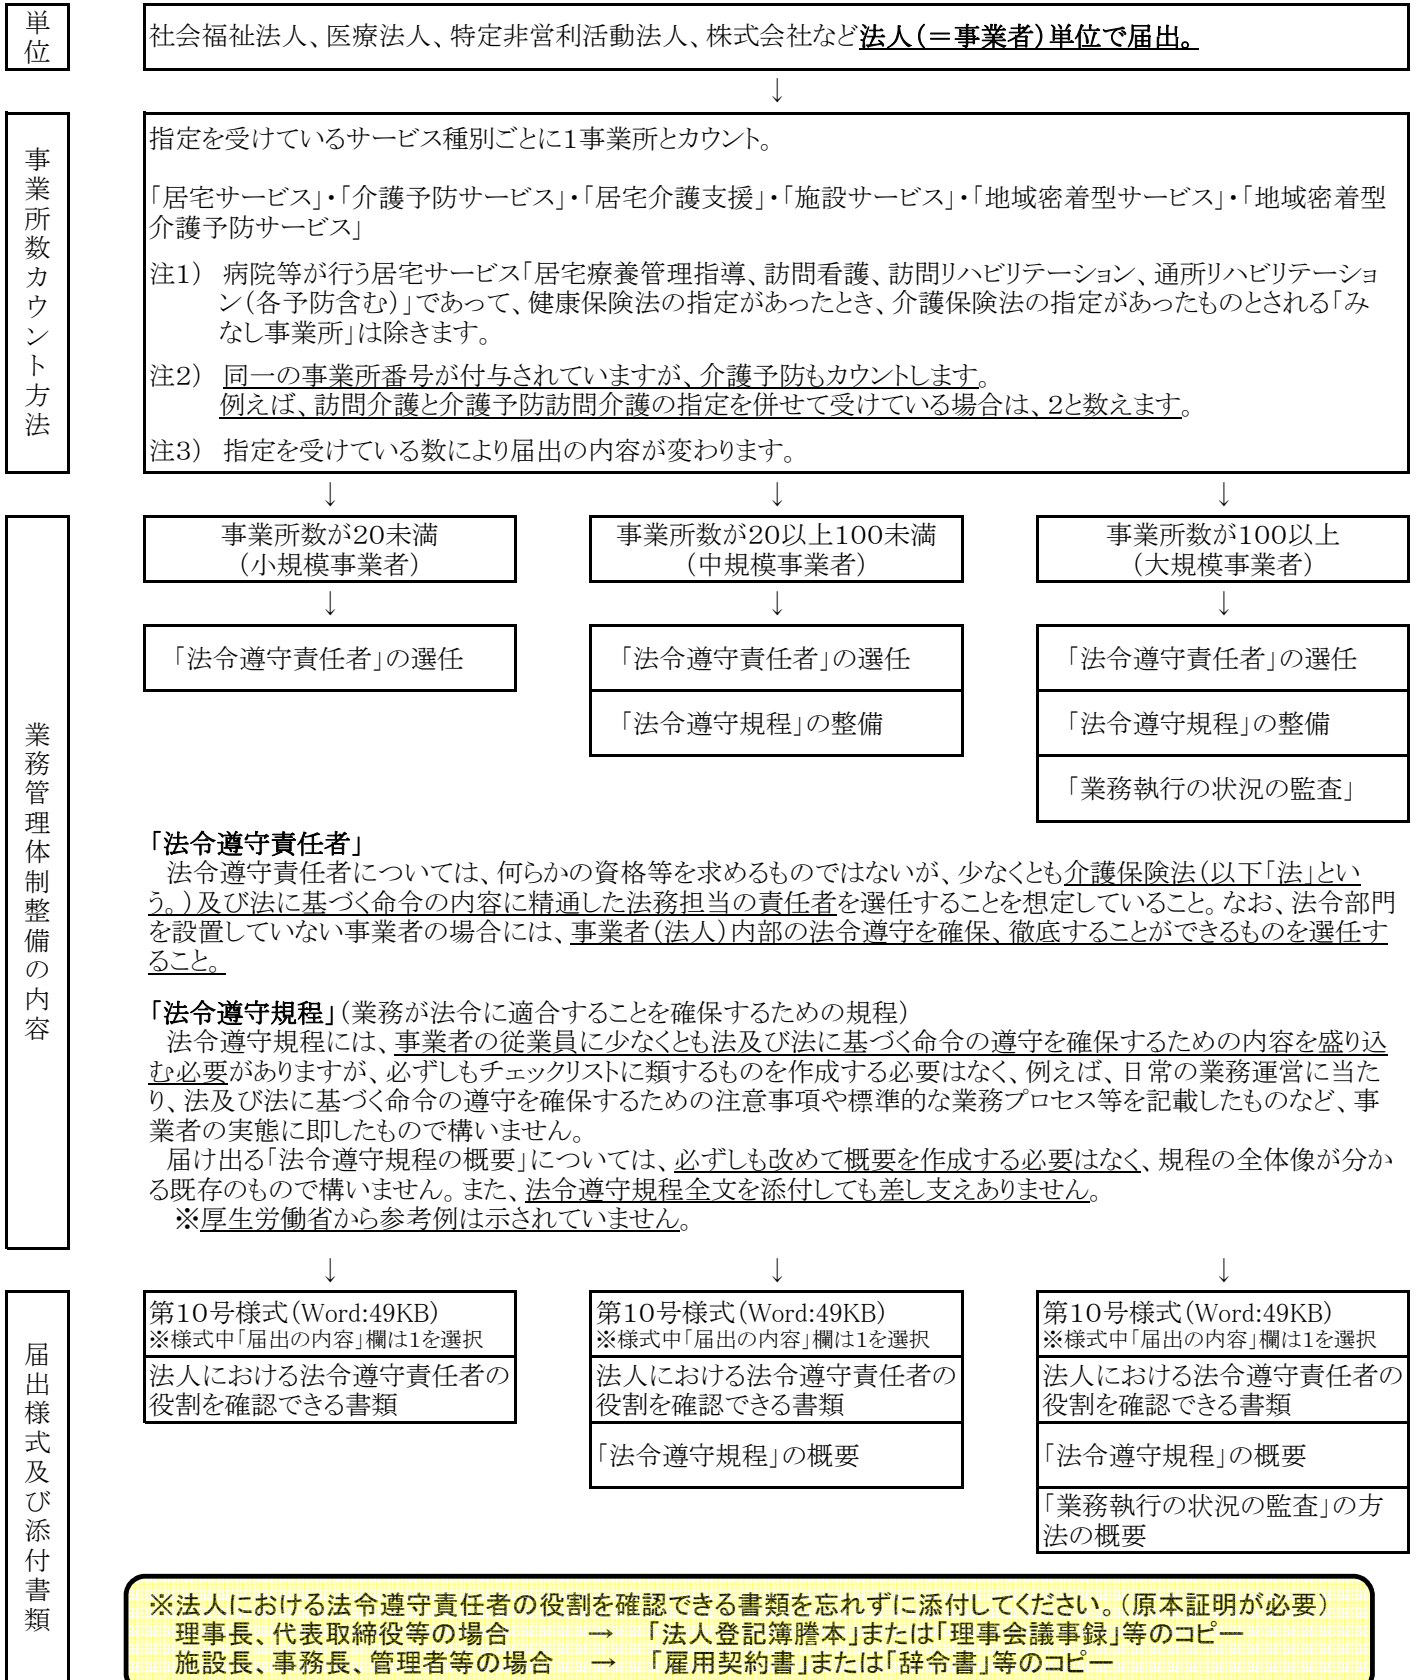 単位
社会福祉法人、医療法人、特定非営利活動法人、株式会社など法人（＝事業者）単位で届出。
↓
事業所数カウント方法
指定を受けているサービス種別ごとに１事業所とカウント。
「居宅サービス」・「介護予防サービス」・「居宅介護支援」・「施設サービス」・「地域密着型サービス」・「地域密着型
介護予防サービス」
注１）　病院等が行う居宅サービス「居宅療養管理指導、訪問看護、訪問リハビリテーション、通所リハビリテーショ
ン（各予防含む）」であって、健康保険法の指定があったとき、介護保険法の指定があったものとされる「み
なし事業所」は除きます。
注２）　同一の事業所番号が付与されていますが、介護予防もカウントします。
例えば、訪問介護と介護予防訪問介護の指定を併せて受けている場合は、２と数えます。
注３）　指定を受けている数により届出の内容が変わります。
↓　↓　↓
業務管理体制整備の内容
事業所数が２０未満
（小規模事業者）
事業所数が２０以上１００未満
（中規模事業者）
事業所数が１００以上
（大規模事業者）
↓　↓　↓
「法令遵守責任者」の選任
「法令遵守責任者」の選任
「法令遵守責任者」の選任
「法令遵守規程」の整備
「法令遵守規程」の整備
「業務執行の状況の監査」
「法令遵守責任者」
法令遵守責任者については、何らかの資格等を求めるものではないが、少なくとも介護保険法（以下「法」とい
う。）及び法に基づく命令の内容に精通した法務担当の責任者を選任することを想定していること。なお、法令部門
を設置していない事業者の場合には、事業者（法人）内部の法令遵守を確保、徹底することができるものを選任す
ること。
「法令遵守規程」（業務が法令に適合することを確保するための規程）
法令遵守規程には、事業者の従業員に少なくとも法及び法に基づく命令の遵守を確保するための内容を盛り込
む必要がありますが、必ずしもチェックリストに類するものを作成する必要はなく、例えば、日常の業務運営に当た
り、法及び法に基づく命令の遵守を確保するための注意事項や標準的な業務プロセス等を記載したものなど、事
業者の実態に即したもので構いません。
届け出る「法令遵守規程の概要」については、必ずしも改めて概要を作成する必要はなく、規程の全体像が分か
る既存のもので構いません。また、法令遵守規程全文を添付しても差し支えありません。
※厚生労働省から参考例は示されていません。
↓　↓　↓
届出様式及び添付書類
第１０号様式（Word:49KB）
※様式中「届出の内容」欄は１を選択
法人における法令遵守責任者の
役割を確認できる書類
第１０号様式（Word:49KB）
※様式中「届出の内容」欄は１を選択
法人における法令遵守責任者の
役割を確認できる書類
「法令遵守規程」の概要
第１０号様式（Word:49KB）
※様式中「届出の内容」欄は１を選択
法人における法令遵守責任者の
役割を確認できる書類
「法令遵守規程」の概要
「業務執行の状況の監査」の方
法の概要
※法人における法令遵守責任者の役割を確認できる書類を忘れずに添付してください。（原本証明が必要）
理事長、代表取締役等の場合　→　「法人登記簿謄本」または「理事会議事録」等のコピー
施設長、事務長、管理者等の場合　→　「雇用契約書」または「辞令書」等のコピー